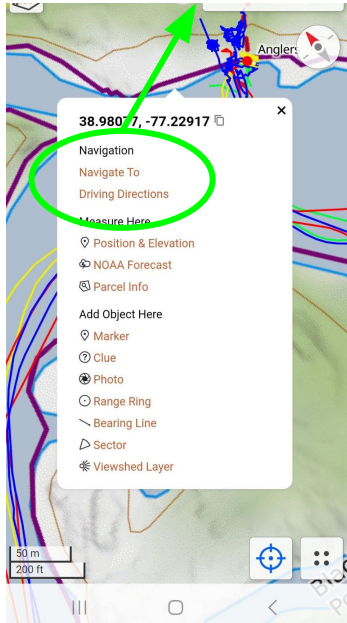 Anglers
38.98077, -77.22917
Navigation
Navigate To
Driving Directions
Measure Here
Position & Elevation
NOAA Forecast
Parcel Info
Add Object Here
Marker
Clue
Photo
Range Ring
Bearing Line
Sector
Viewshed Layer
50 m
200 ft